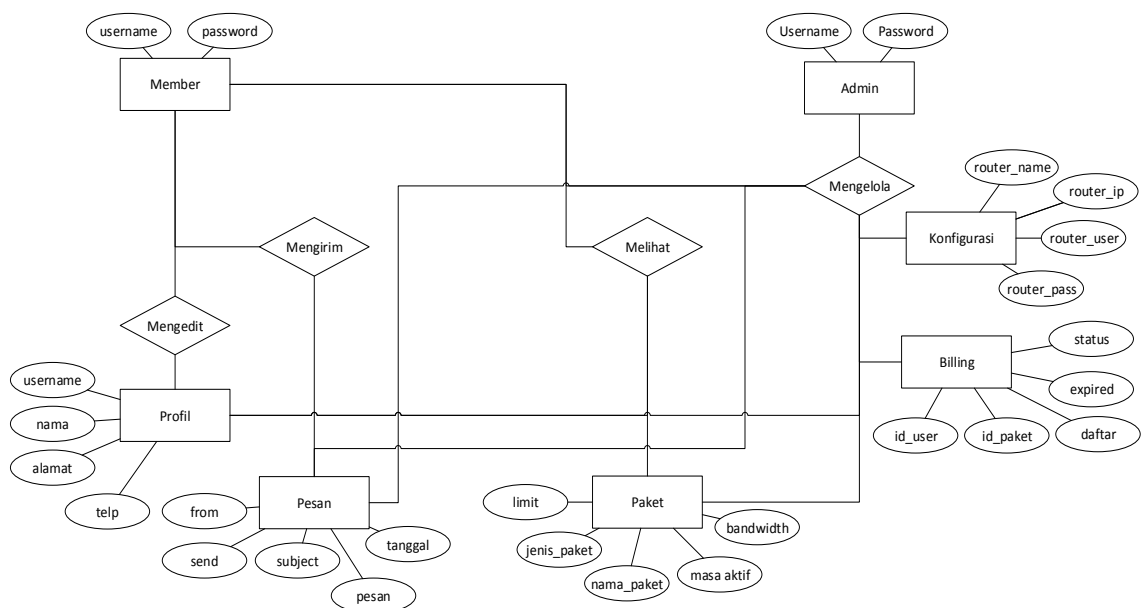 username
password
Member
Username
Password
Admin
Mengelola
router_name
router_ip
Konfigurasi
router_user
router_pass
Mengirim
Melihat
Mengedit
username
Profil
nama
alamat
telp
status
Billing
expired
id_user
id_paket
daftar
from
Pesan
send
subject
tanggal
pesan
limit
Paket
bandwidth
jenis_paket
nama_paket
masa aktif